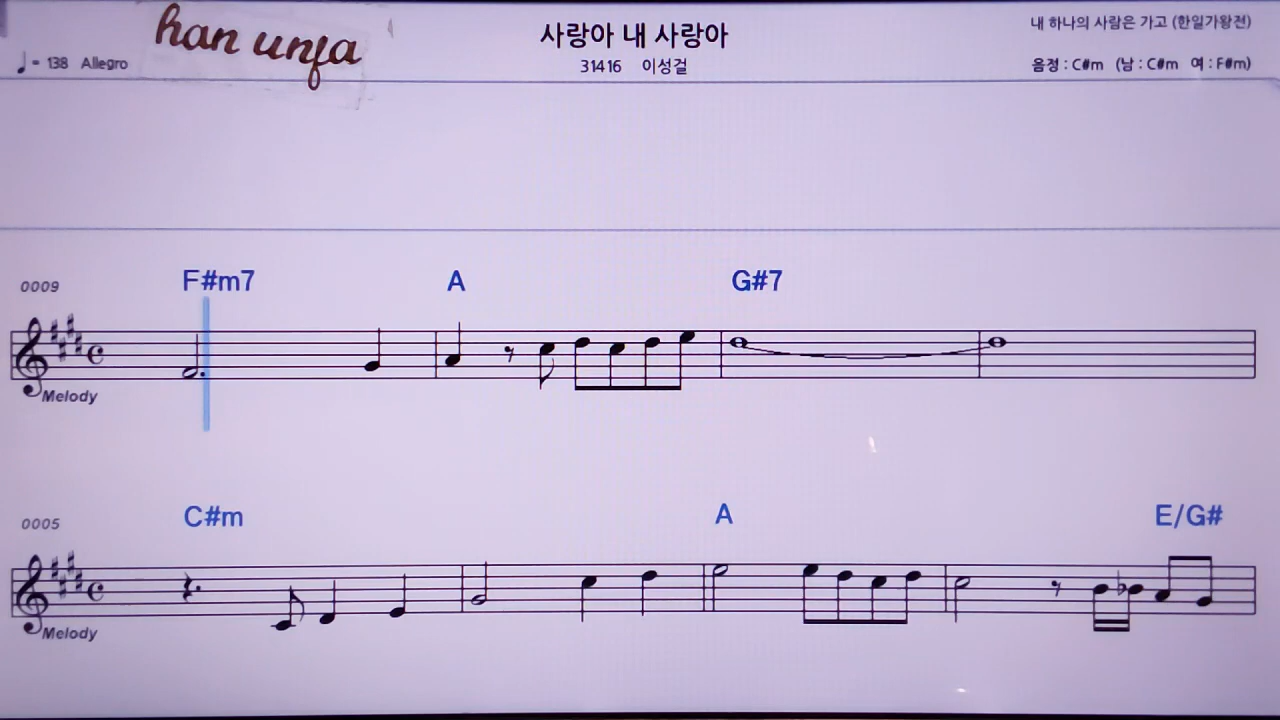 han unfa
사랑아 내 사랑아
내 하나의 사람은 가고 (한일가왕전)
♩= 138 Allegro
31416 이성걸
음정 : C#m (남 : C#m 여 : F#m)
0009
F#m7 A G#7
Melody
0005
C#m A E/G#
Melody